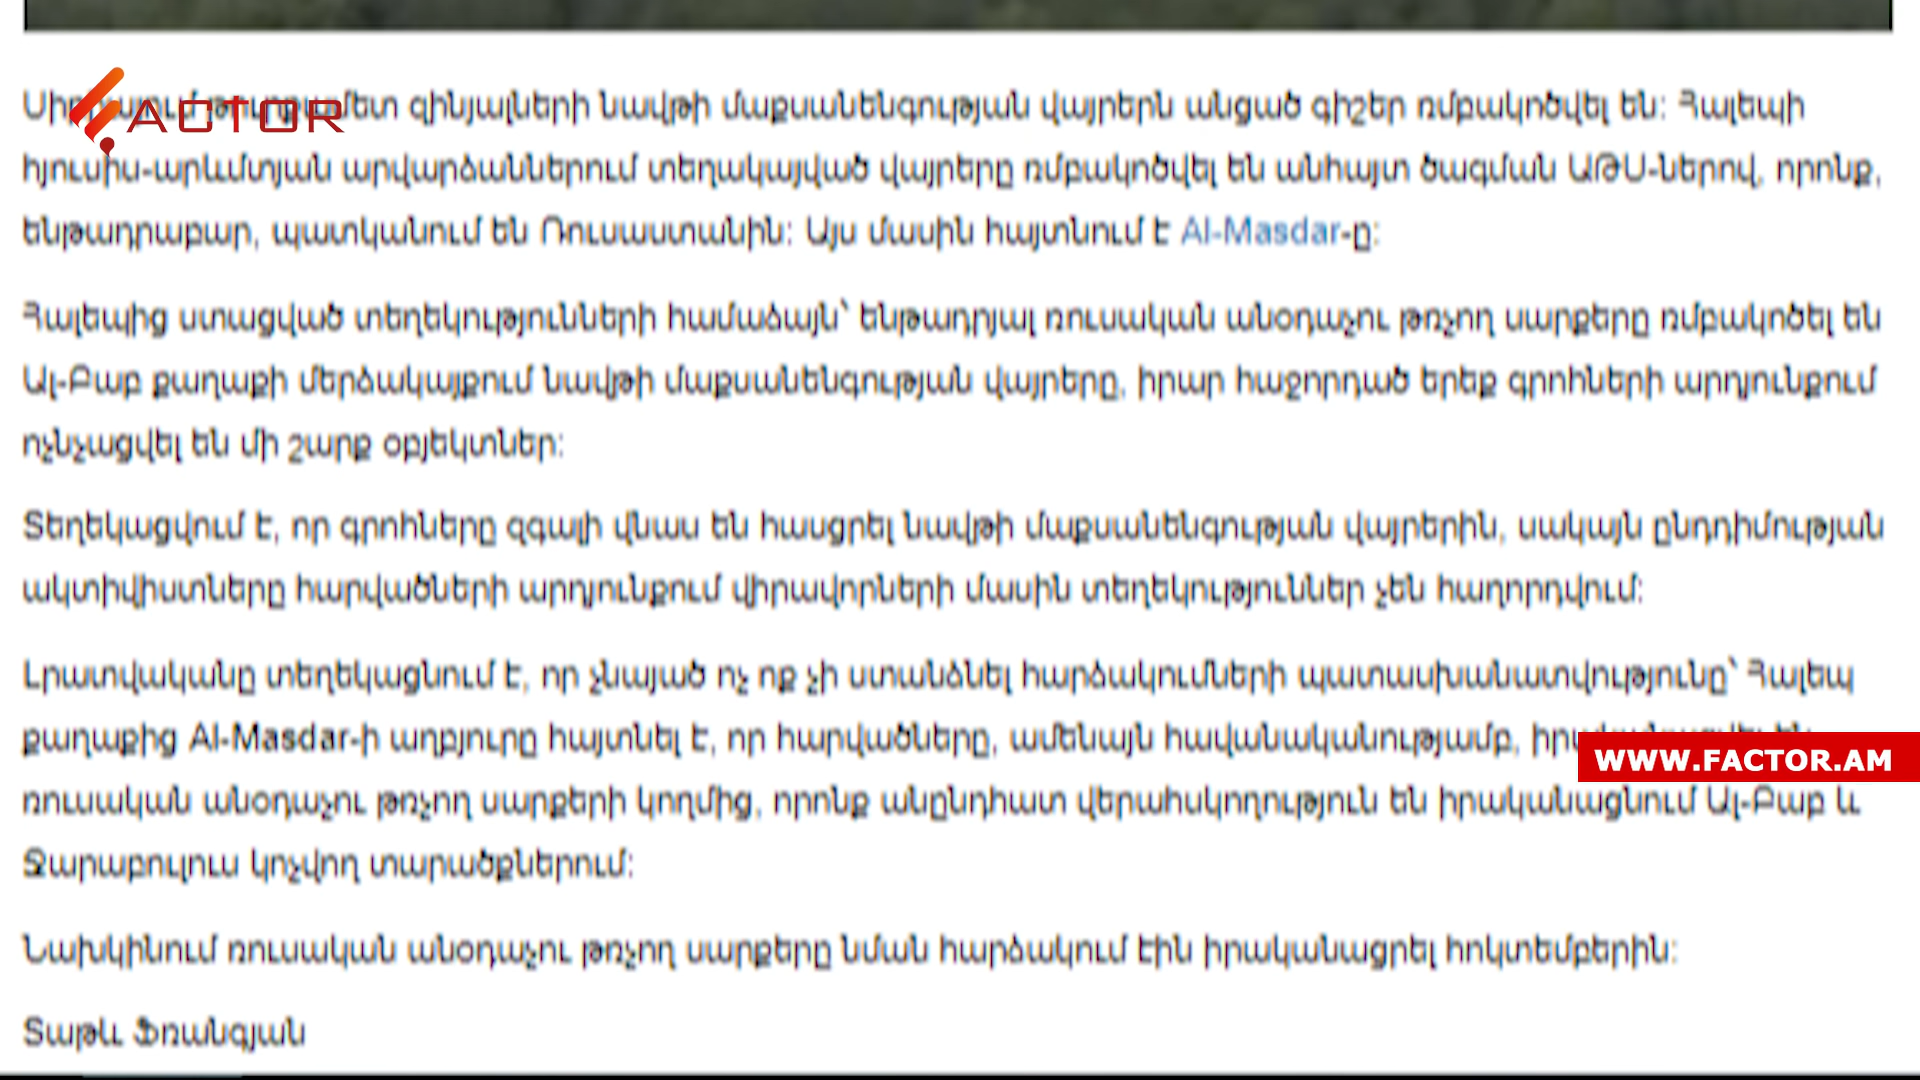 ACTOR
զինյալների նավթի մաքսանենգության վայրերն անցած գիշեր ռմբակոծվել են: Հալեպի
հյուսիս-արևմտյան արվարձաններում տեղակայված վայրերը ռմբակոծվել են անհայտ ծագման ԱԹՍ-ներով, որոնք,
ենթադրաբար, պատկանում են Ռուսաստանին: Այս մասին հայտնում է Al-Masdar-ը:
Հալեպից ստացված տեղեկությունների համաձայն՝ ենթադրյալ ռուսական անօդաչու թռչող սարքերը ռմբակոծել են
Ալ-Բաբ քաղաքի մերձակայքում նավթի մաքսանենգության վայրերը, իրար հաջորդած երեք գրոհների արդյունքում
ոչնչացվել են մի շարք օբյեկտներ:
Տեղեկացվում է, որ գրոհները զգալի վնաս են հասցրել նավթի մաքսանենգության վայրերին, սակայն ընդդիմության
ակտիվիստները հարվածների արդյունքում վիրավորների մասին տեղեկություններ չեն հաղորդվում:
Լրատվականը տեղեկացնում է, որ չնայած ոչ ոք չի ստանձնել հարձակումների պատասխանատվությունը՝ Հալեպ
քաղաքից Al-Masdar-ի աղբյուրը հայտնել է, որ հարվածները, ամենայն հավանականությամբ,
WWW.FACTOR.AM
ռուսական անօդաչու թռչող սարքերի կողմից, որոնք անընդհատ վերահսկողություն են իրականացնում Ալ-Բաբ և
Ջարաբուլուս կոչվող տարածքներում:
Նախկինում ռուսական անօդաչու թռչող սարքերը նման հարձակում էին իրականացրել հոկտեմբերին:
Տաթև Ֆռանգյան